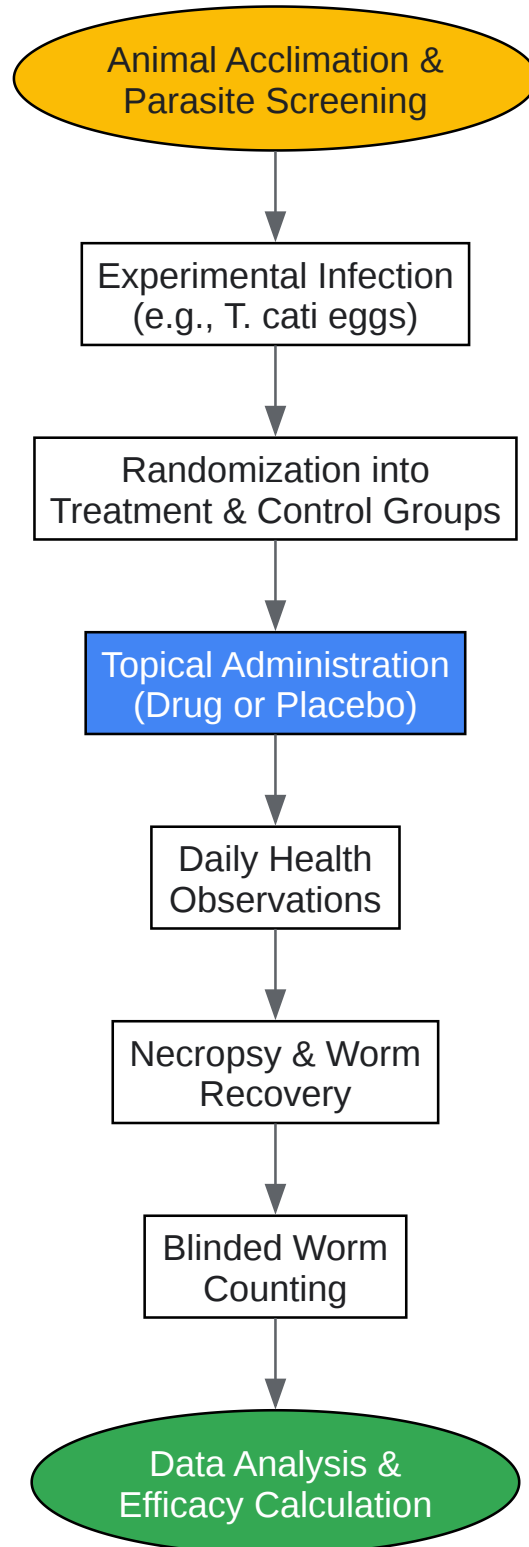 Animal Acclimation &
Parasite Screening
Experimental Infection
(e.g., T. cati eggs)
Randomization into
Treatment & Control Groups
Topical Administration
(Drug or Placebo)
Daily Health
Observations
Necropsy & Worm
Recovery
Blinded Worm
Counting
Data Analysis &
Efficacy Calculation